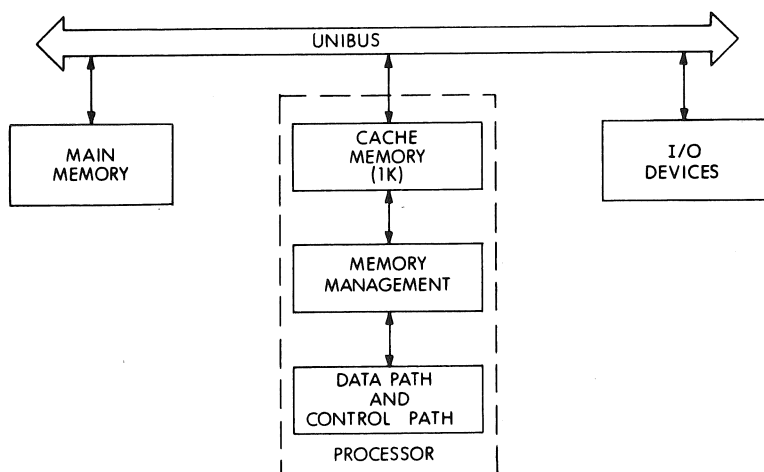 UNIBUS
MAIN
MEMORY
CACHE
MEMORY
(1K)
I/O
DEVICES
MEMORY
MANAGEMENT
DATA PATH
AND
CONTROL PATH
PROCESSOR